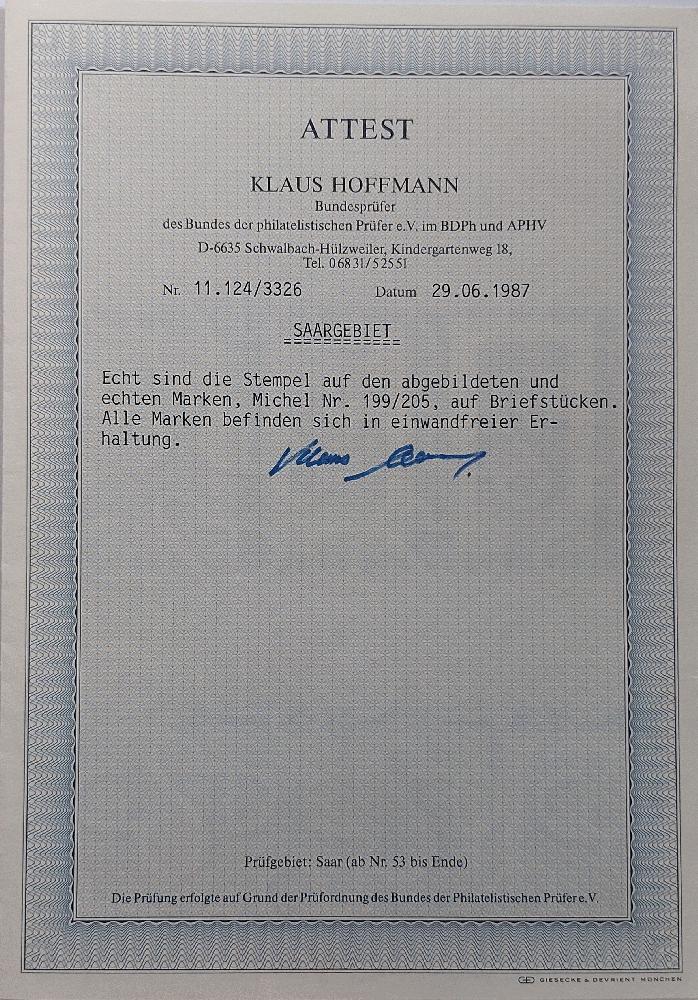 ATTEST
KLAUS HOFFMANN
Bundesprüfer
des Bundes der philatelistischen Prüfer e.V. im BDPh und APHV
D-6635 Schwalbach-Hülzweiler, Kindergartenweg 18,
Tel. 06831/52551
Nr. 11.124/3326 Datum 29.06.1987
SAARGEBIET
Echt sind die Stempel auf den abgebildeten und
echten Marken, Michel Nr. 199/205, auf Briefstücken.
Alle Marken befinden sich in einwandfreier Er-
haltung.
Prüfgebiet: Saar (ab Nr. 53 bis Ende)
Die Prüfung erfolgte auf Grund der Prüfordnung des Bundes der Philatelistischen Prüfer e.V.
GIESECKE & DEVRIENT MÜNCHEN